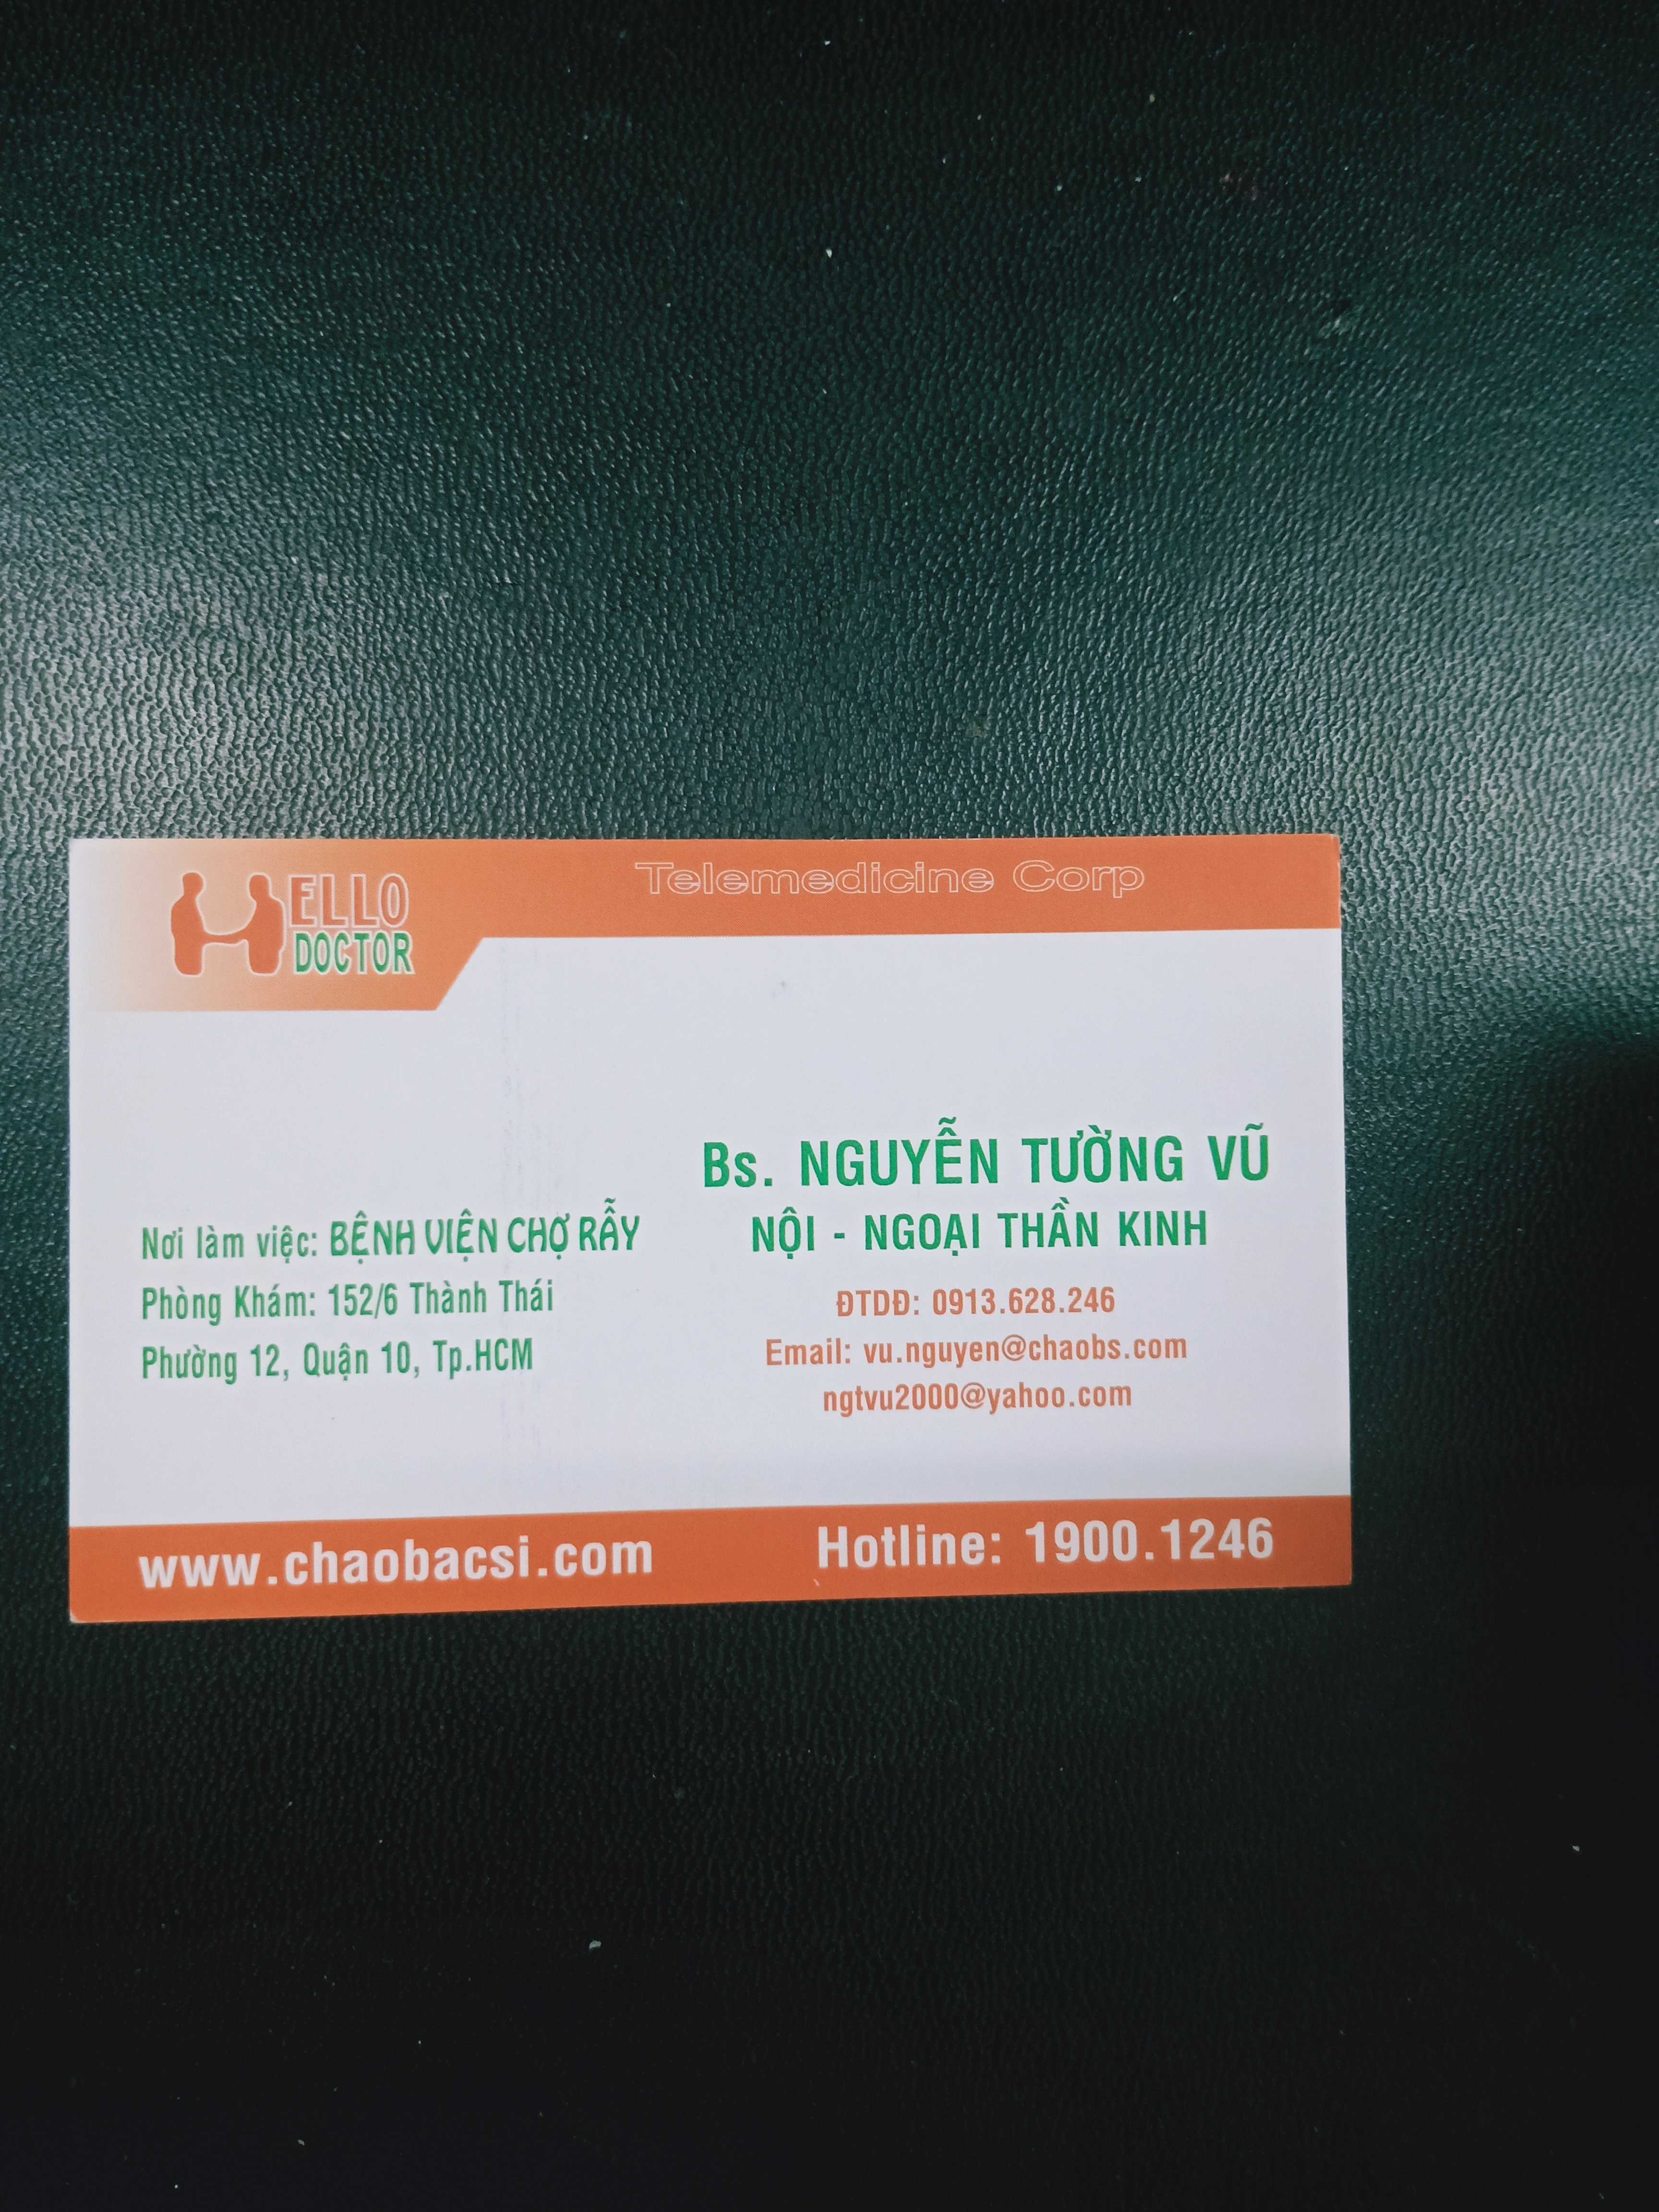 HELLO
DOCTOR
Telemedicine Corp
Bs. NGUYỄN TƯỜNG VŨ
NỘI - NGOẠI THẦN KINH
ĐTDĐ: 0913.628.246
Email: vu.nguyen@chaobs.com
ngtvu2000@yahoo.com
Nơi làm việc: BỆNH VIỆN CHỢ RẪY
Phòng Khám: 152/6 Thành Thái
Phường 12, Quận 10, Tp.HCM
www.chaobacsi.com
Hotline: 1900.1246